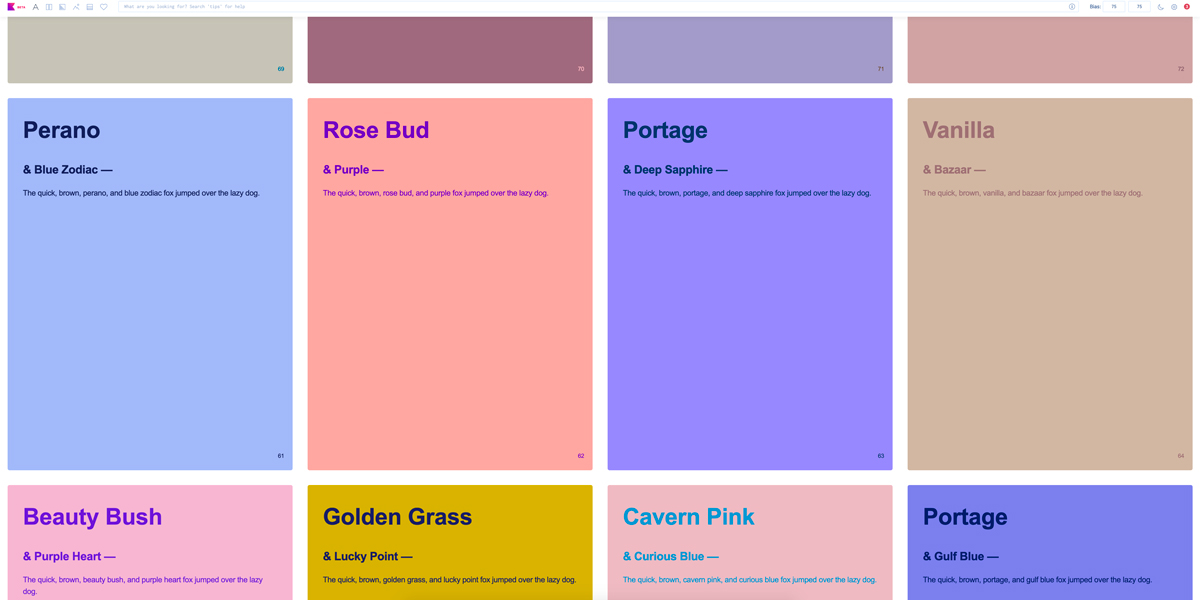 BETA What are you looking for? Search 'tips' for help Bias: 75 75
69 70 71 72
Perano
& Blue Zodiac —
The quick, brown, perano, and blue zodiac fox jumped over the lazy dog.
61
Rose Bud
& Purple —
The quick, brown, rose bud, and purple fox jumped over the lazy dog.
62
Portage
& Deep Sapphire —
The quick, brown, portage, and deep sapphire fox jumped over the lazy dog.
63
Vanilla
& Bazaar —
The quick, brown, vanilla, and bazaar fox jumped over the lazy dog.
64
Beauty Bush
& Purple Heart —
The quick, brown, beauty bush, and purple heart fox jumped over the lazy
dog.
Golden Grass
& Lucky Point —
The quick, brown, golden grass, and lucky point fox jumped over the lazy dog.
Cavern Pink
& Curious Blue —
The quick, brown, cavern pink, and curious blue fox jumped over the lazy dog.
Portage
& Gulf Blue —
The quick, brown, portage, and gulf blue fox jumped over the lazy dog.